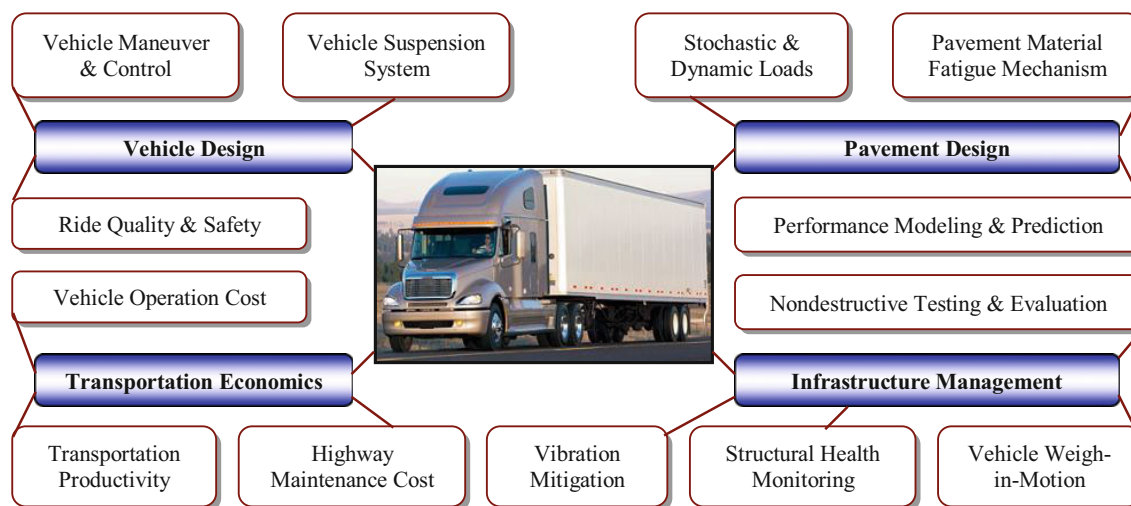 Vehicle Maneuver
& Control
Vehicle Suspension
System
Stochastic &
Dynamic Loads
Pavement Material
Fatigue Mechanism
Vehicle Design
Pavement Design
Ride Quality & Safety
Performance Modeling & Prediction
Vehicle Operation Cost
Nondestructive Testing & Evaluation
Transportation Economics
Infrastructure Management
Transportation
Productivity
Highway
Maintenance Cost
Vibration
Mitigation
Structural Health
Monitoring
Vehicle Weigh-
in-Motion